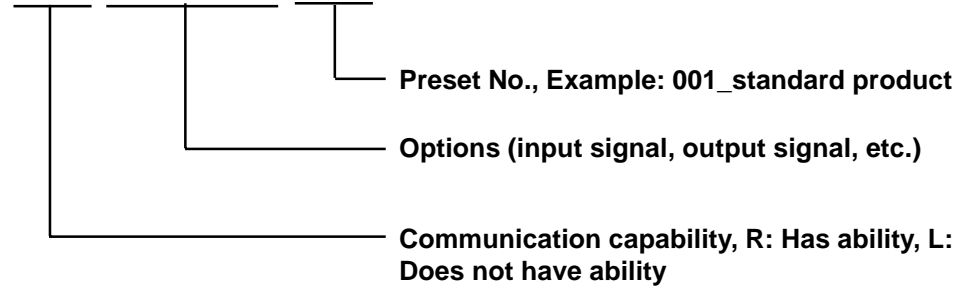 Preset No., Example: 001_standard product
Options (input signal, output signal, etc.)
Communication capability, R: Has ability, L:
Does not have ability